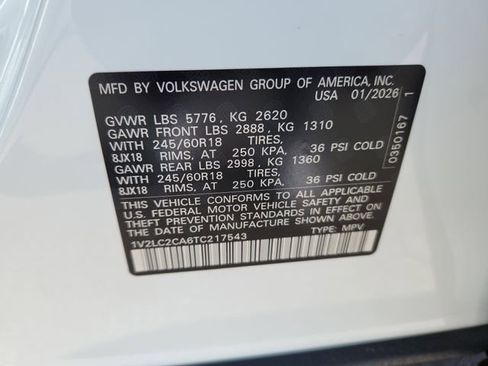 MFD BY VOLKSWAGEN GROUP OF AMERICA, INC.
USA 01/2026
GVWR LBS 5776, KG 2620
GAWR FRONT LBS 2888, KG 1310
WITH 245/60R18 TIRES,
8JX18 RIMS, AT 250 KPA, 36 PSI COLD
GAWR REAR LBS 2998, KG 1360
WITH 245/60R18 TIRES,
8JX18 RIMS, AT 250 KPA, 36 PSI COLD
THIS VEHICLE CONFORMS TO ALL APPLICABLE
U.S. FEDERAL MOTOR VEHICLE SAFETY AND
THEFT PREVENTION STANDARDS IN EFFECT ON
THE DATE OF MANUFACTURE SHOWN ABOVE.
1V2LC2CA6TC217543 TYPE: MPV
0350167 1